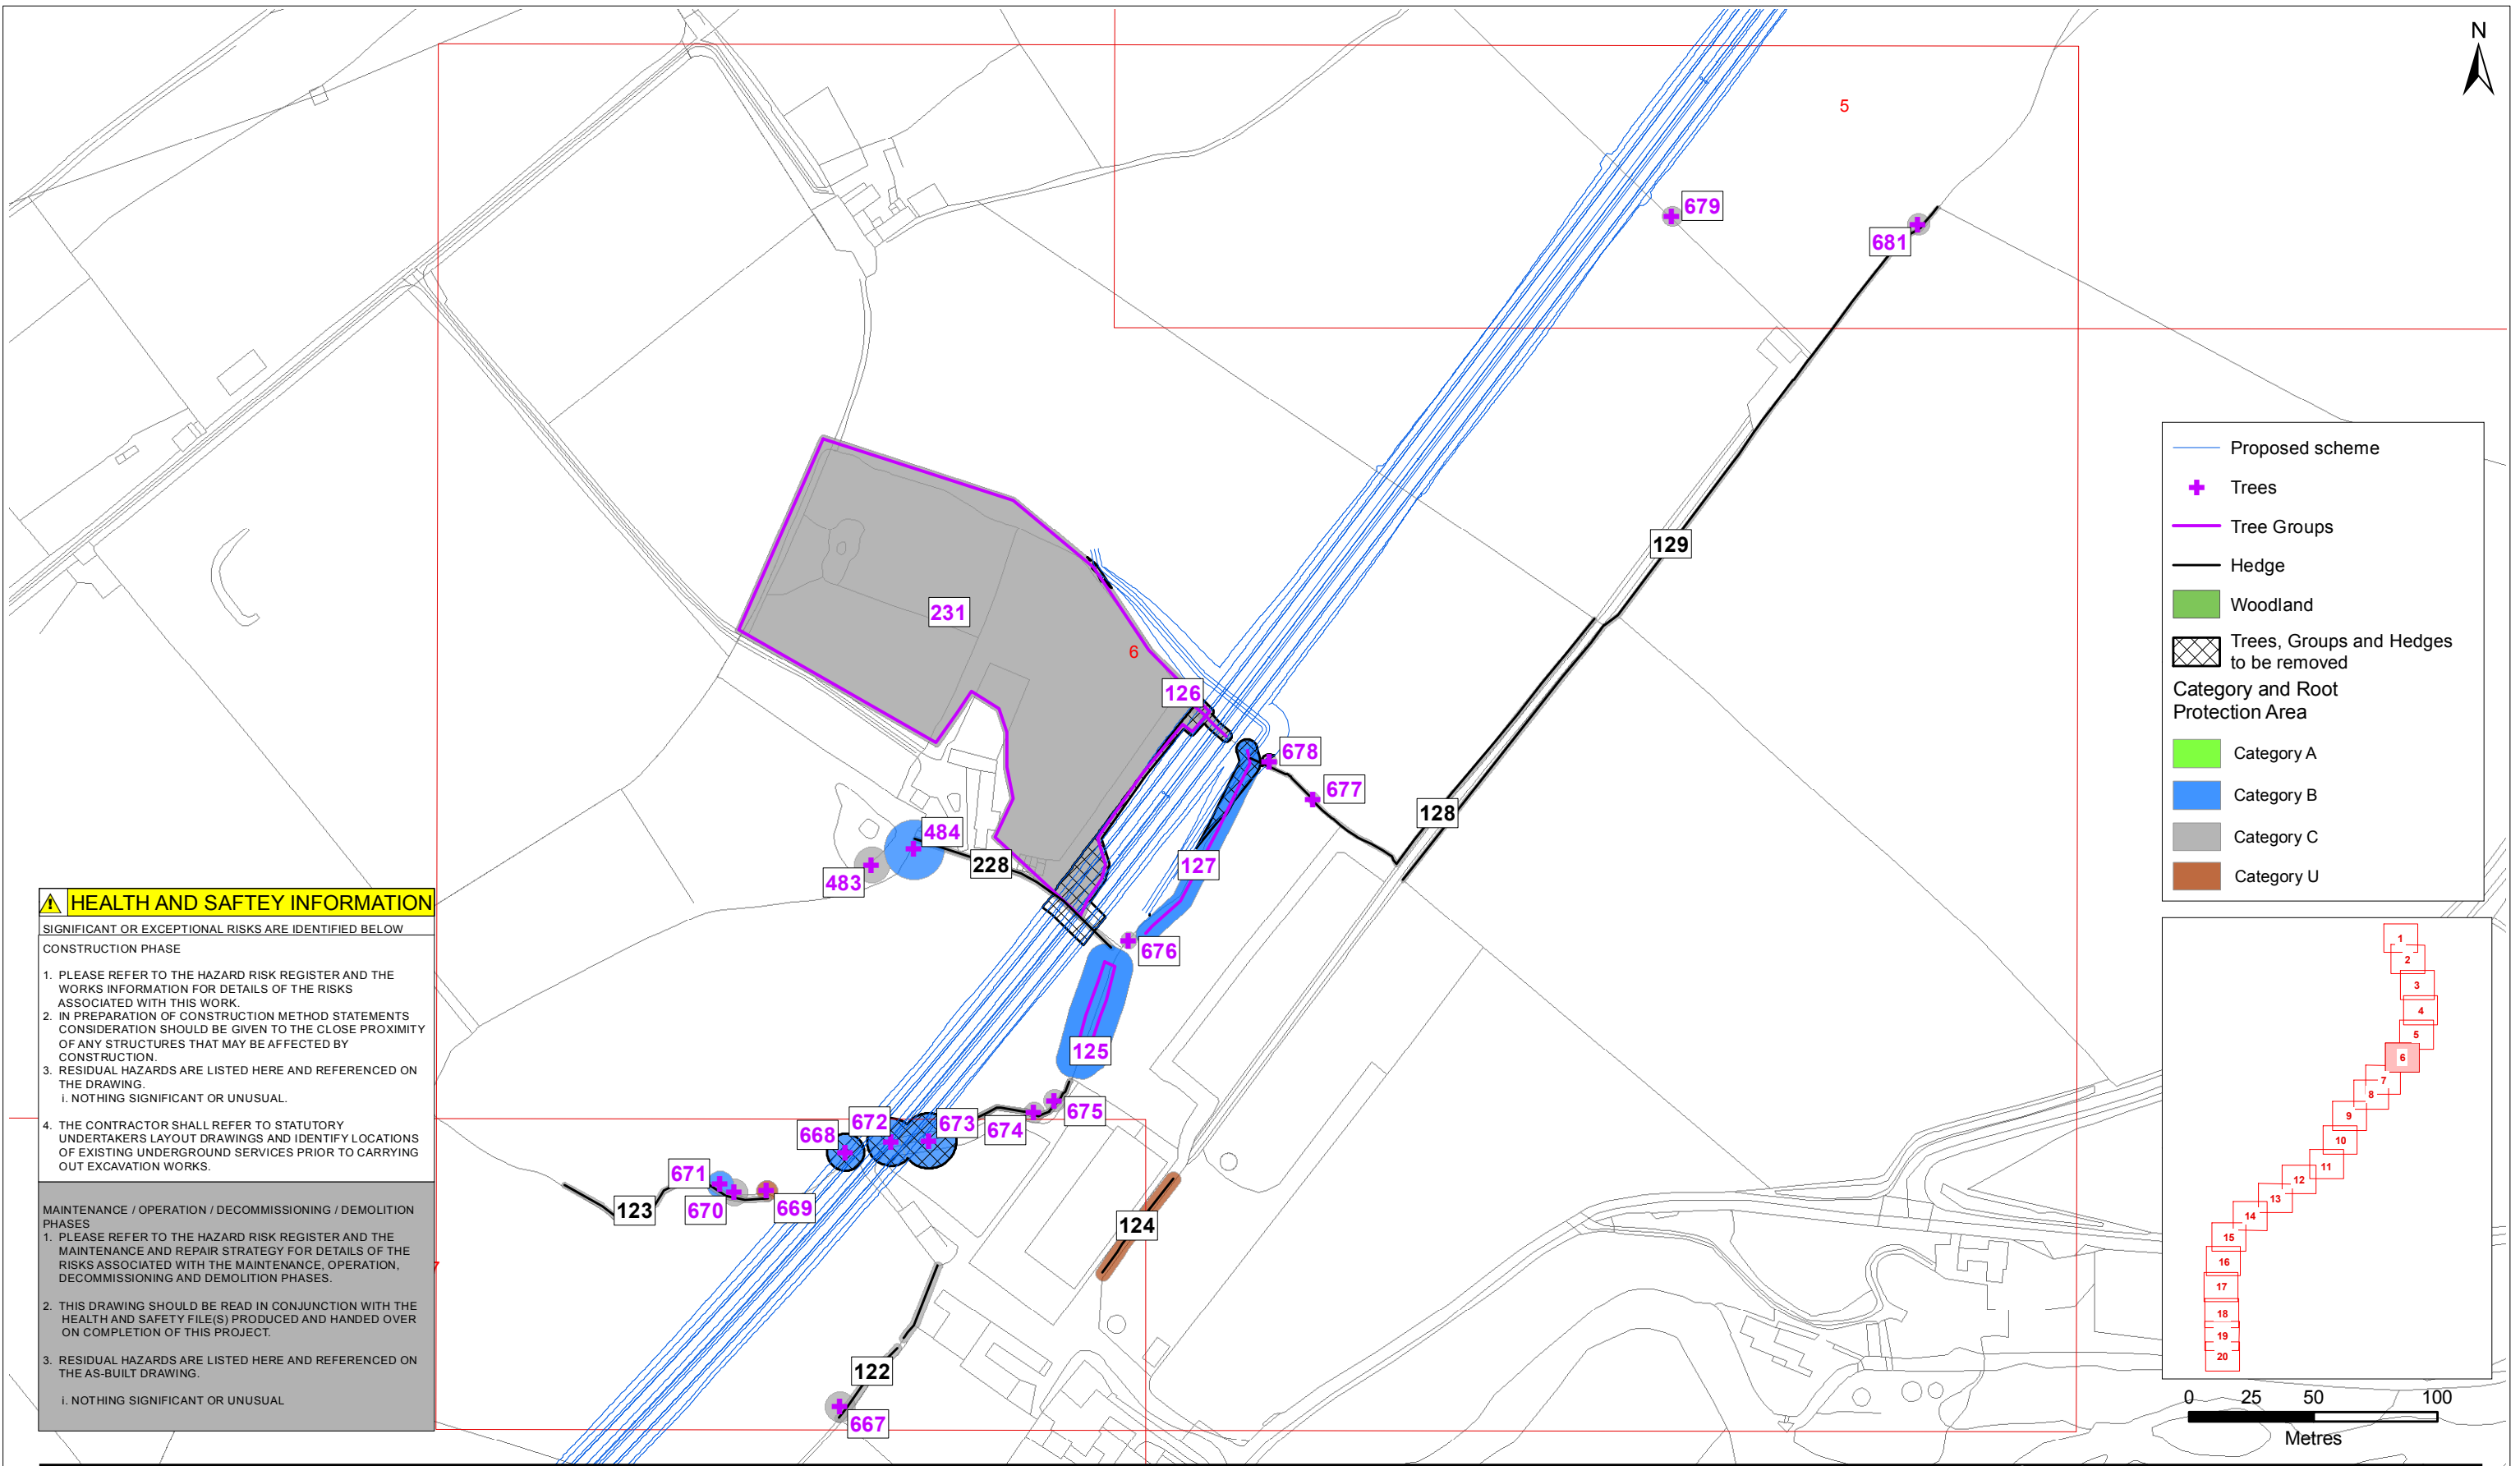 N
5
679
681
129
231
6
126
678
677
128
484
127
228
483
676
125
675
673
672
674
668
671
670
669
123
124
122
667
7
Proposed scheme
Trees
Tree Groups
Hedge
Woodland
Trees, Groups and Hedges
to be removed
Category and Root
Protection Area
Category A
Category B
Category C
Category U
HEALTH AND SAFTEY INFORMATION
SIGNIFICANT OR EXCEPTIONAL RISKS ARE IDENTIFIED BELOW
CONSTRUCTION PHASE
1. PLEASE REFER TO THE HAZARD RISK REGISTER AND THE
WORKS INFORMATION FOR DETAILS OF THE RISKS
ASSOCIATED WITH THIS WORK.
2. IN PREPARATION OF CONSTRUCTION METHOD STATEMENTS
CONSIDERATION SHOULD BE GIVEN TO THE CLOSE PROXIMITY
OF ANY STRUCTURES THAT MAY BE AFFECTED BY
CONSTRUCTION.
3. RESIDUAL HAZARDS ARE LISTED HERE AND REFERENCED ON
THE DRAWING.
i. NOTHING SIGNIFICANT OR UNUSUAL.
4. THE CONTRACTOR SHALL REFER TO STATUTORY
UNDERTAKERS LAYOUT DRAWINGS AND IDENTIFY LOCATIONS
OF EXISTING UNDERGROUND SERVICES PRIOR TO CARRYING
OUT EXCAVATION WORKS.
MAINTENANCE / OPERATION / DECOMMISSIONING / DEMOLITION
PHASES
1. PLEASE REFER TO THE HAZARD RISK REGISTER AND THE
MAINTENANCE AND REPAIR STRATEGY FOR DETAILS OF THE
RISKS ASSOCIATED WITH THE MAINTENANCE, OPERATION,
DECOMMISSIONING AND DEMOLITION PHASES.
2. THIS DRAWING SHOULD BE READ IN CONJUNCTION WITH THE
HEALTH AND SAFETY FILE(S) PRODUCED AND HANDED OVER
ON COMPLETION OF THIS PROJECT.
3. RESIDUAL HAZARDS ARE LISTED HERE AND REFERENCED ON
THE AS-BUILT DRAWING.
i. NOTHING SIGNIFICANT OR UNUSUAL
1
2
3
4
5
6
7
8
9
10
11
12
13
14
15
16
17
18
19
20
0 25 50 100
Metres